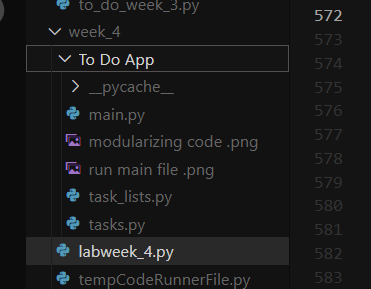 to_do_week_3.py
week_4
To Do App
__pycache__
main.py
modularizing code .png
run main file .png
task_lists.py
tasks.py
labweek_4.py
tempCodeRunnerFile.py
572
573
574
575
576
577
578
579
580
581
582
583